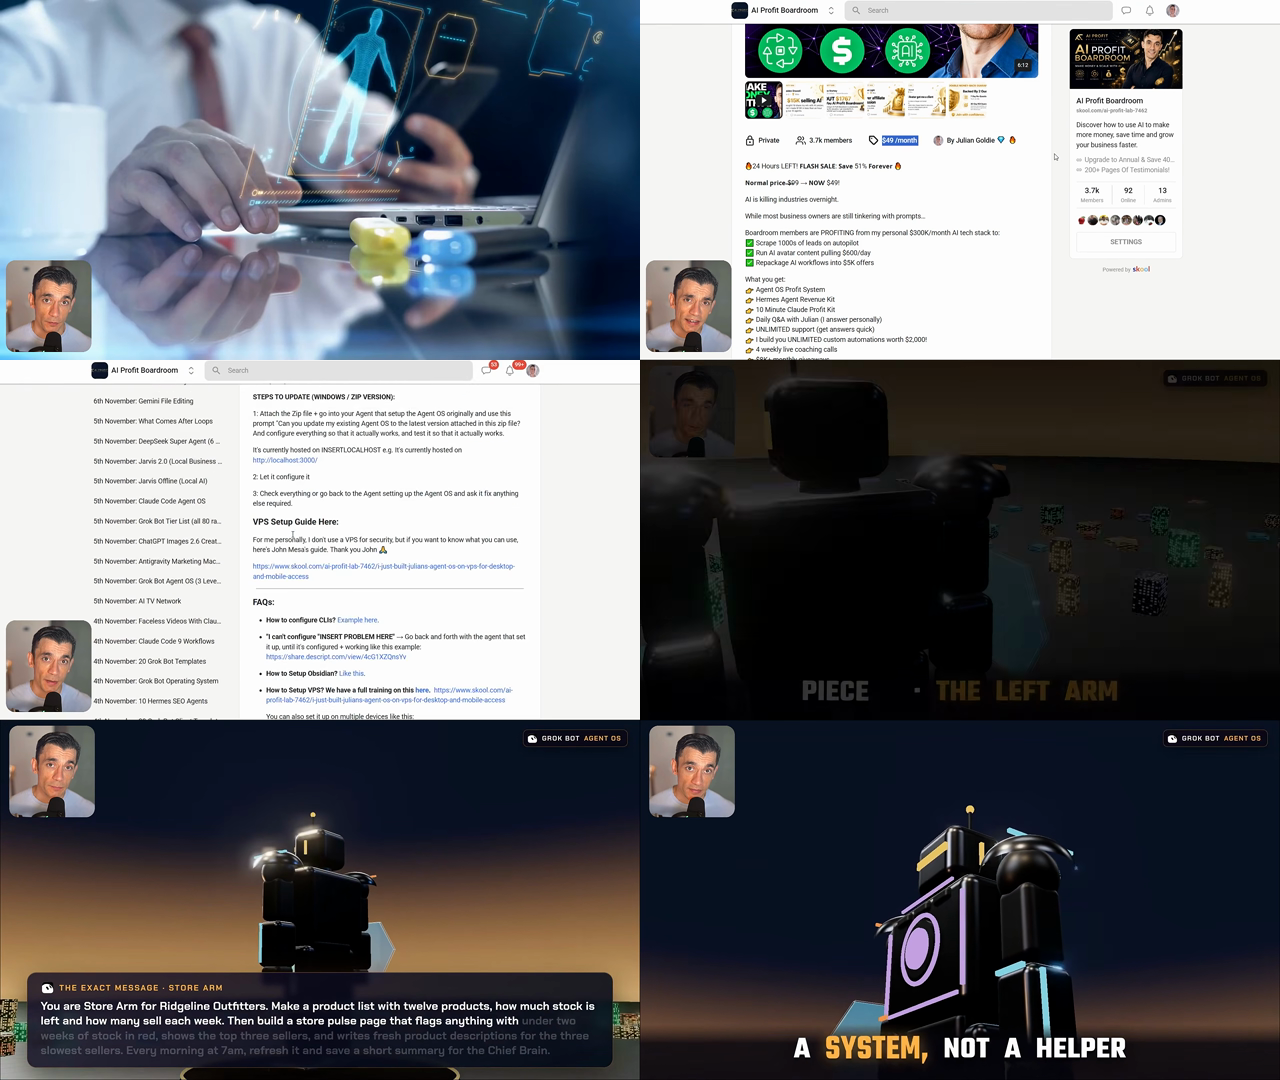 AI Profit Boardroom
Search
6:12
Private
3.7k members
$49 /month
By Julian Goldie 💎 🔥
🔥24 Hours LEFT! FLASH SALE: Save 51% Forever 🔥
Normal price $99 → NOW $49!
AI is killing industries overnight.
While most business owners are still tinkering with prompts...
Boardroom members are PROFITING from my personal $300K/month AI tech stack to:
✅ Scrape 1000s of leads on autopilot
✅ Run AI avatar content pulling $600/day
✅ Repackage AI workflows into $5K offers
What you get:
👉 Agent OS Profit System
👉 Hermes Agent Revenue Kit
👉 10 Minute Claude Profit Kit
👉 Daily Q&A with Julian (I answer personally)
👉 UNLIMITED support (get answers quick)
👉 I build you UNLIMITED custom automations worth $2,000!
👉 4 weekly live coaching calls
AI PROFIT
BOARDROOM
AI Profit Boardroom
skool.com/ai-profit-lab-7462
Discover how to use AI to make
more money, save time and grow
your business faster.
Upgrade to Annual & Save 40...
200+ Pages Of Testimonials!
3.7k
Members
92
Online
13
Admins
SETTINGS
Powered by skool
AI Profit Boardroom
Search
53
99+
6th November: Gemini File Editing
5th November: What Comes After Loops
5th November: DeepSeek Super Agent (6 ...
5th November: Jarvis 2.0 (Local Business ...
5th November: Jarvis Offline (Local AI)
5th November: Claude Code Agent OS
5th November: Grok Bot Tier List (all 80 ra...
5th November: ChatGPT Images 2.6 Creat...
5th November: Antigravity Marketing Mac...
5th November: Grok Bot Agent OS (3 Leve...
5th November: AI TV Network
4th November: Faceless Videos With Clau...
4th November: Claude Code 9 Workflows
4th November: 20 Grok Bot Templates
4th November: Grok Bot Operating System
4th November: 10 Hermes SEO Agents
STEPS TO UPDATE (WINDOWS / ZIP VERSION):
1: Attach the Zip file + go into your Agent that setup the Agent OS originally and use this
prompt "Can you update my existing Agent OS to the latest version attached in this zip file?
And configure everything so that it actually works, and test it so that it actually works.
It's currently hosted on INSERTLOCALHOST e.g. It's currently hosted on
http://localhost:3000/
2: Let it configure it
3: Check everything or go back to the Agent setting up the Agent OS and ask it fix anything
else required.
VPS Setup Guide Here:
For me personally, I don't use a VPS for security, but if you want to know what you can use,
here's John Mesa's guide. Thank you John 🙏
https://www.skool.com/ai-profit-lab-7462/i-just-built-julians-agent-os-on-vps-for-desktop-
and-mobile-access
FAQs:
How to configure CLIs? Example here.
"I can't configure "INSERT PROBLEM HERE" → Go back and forth with the agent that set
it up, until it's configured + working like this example:
https://share.descript.com/view/4cG1XZQnsYv
How to Setup Obsidian? Like this.
How to Setup VPS? We have a full training on this here. https://www.skool.com/ai-
profit-lab-7462/i-just-built-julians-agent-os-on-vps-for-desktop-and-mobile-access
You can also set it up on multiple devices like this:
GROK BOT AGENT OS
PIECE · THE LEFT ARM
GROK BOT AGENT OS
THE EXACT MESSAGE · STORE ARM
You are Store Arm for Ridgeline Outfitters. Make a product list with twelve products, how much stock is
left and how many sell each week. Then build a store pulse page that flags anything with under two
weeks of stock in red, shows the top three sellers, and writes fresh product descriptions for the three
slowest sellers. Every morning at 7am, refresh it and save a short summary for the Chief Brain.
GROK BOT AGENT OS
A SYSTEM, NOT A HELPER